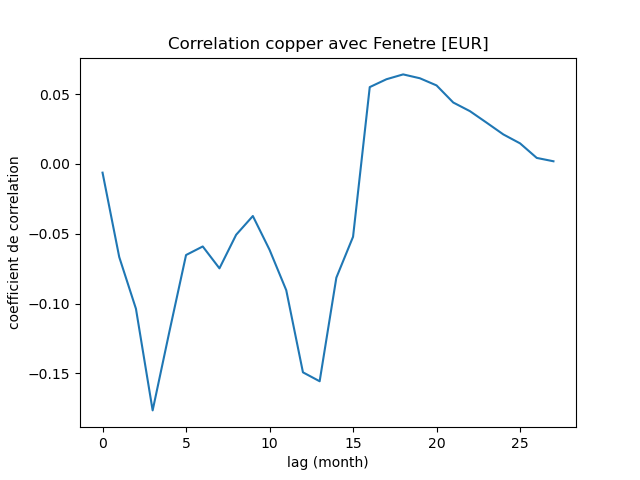 Correlation copper avec Fenetre [EUR]
coefficient de correlation
0.05
0.00
−0.05
−0.10
−0.15
0 5 10 15 20 25
lag (month)